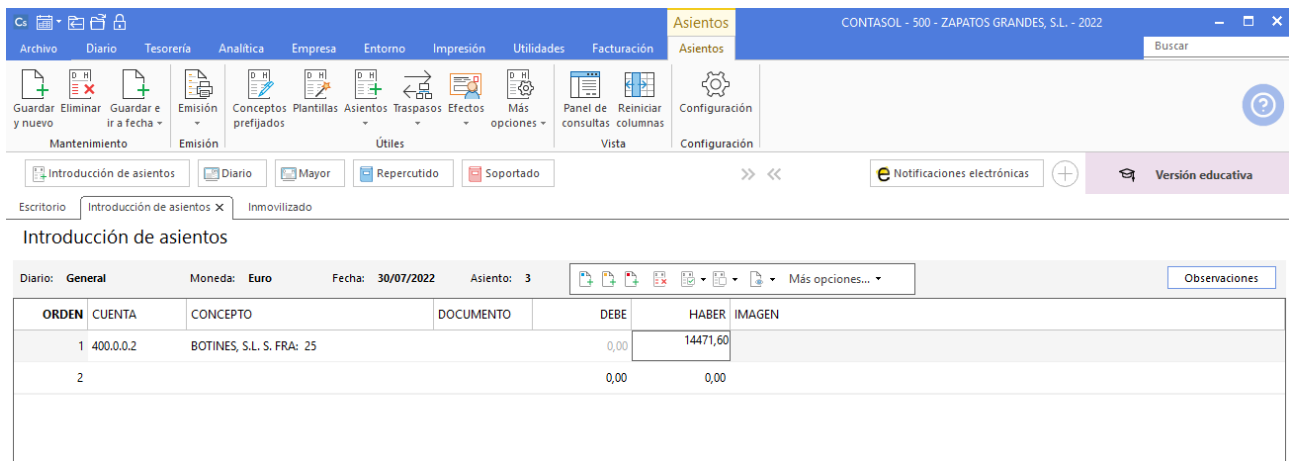 Cs Asientos CONTASOL - 500 - ZAPATOS GRANDES, S.L. - 2022
Archivo Diario Tesorería Analítica Empresa Entorno Impresión Utilidades Facturación Asientos Buscar
Guardar y nuevo
Eliminar
Guardar e ir a fecha
Emisión
Conceptos prefijados
Plantillas
Asientos
Traspasos
Efectos
Más opciones
Panel de consultas
Reiniciar columnas
Configuración
Mantenimiento Emisión Útiles Vista Configuración
Introducción de asientos Diario Mayor Repercutido Soportado Notificaciones electrónicas Versión educativa
Escritorio Introducción de asientos X Inmovilizado
Introducción de asientos
Diario: General Moneda: Euro Fecha: 30/07/2022 Asiento: 3 Más opciones... Observaciones
ORDEN CUENTA CONCEPTO DOCUMENTO DEBE HABER IMAGEN
1 400.0.0.2 BOTINES, S.L. S. FRA: 25 0,00 14471,60
2 0,00 0,00